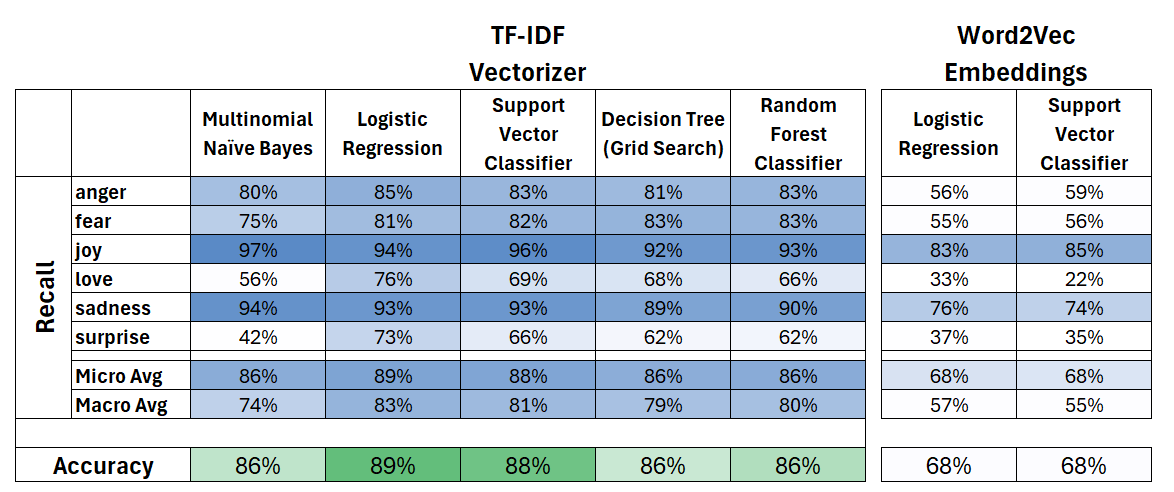 TF-IDF
Vectorizer
Word2Vec
Embeddings
Multinomial
Naïve Bayes
Logistic
Regression
Support
Vector
Classifier
Decision Tree
(Grid Search)
Random
Forest
Classifier
Logistic
Regression
Support
Vector
Classifier
Recall
anger 80% 85% 83% 81% 83% 56% 59%
fear 75% 81% 82% 83% 83% 55% 56%
joy 97% 94% 96% 92% 93% 83% 85%
love 56% 76% 69% 68% 66% 33% 22%
sadness 94% 93% 93% 89% 90% 76% 74%
surprise 42% 73% 66% 62% 62% 37% 35%
Micro Avg 86% 89% 88% 86% 86% 68% 68%
Macro Avg 74% 83% 81% 79% 80% 57% 55%
Accuracy 86% 89% 88% 86% 86% 68% 68%